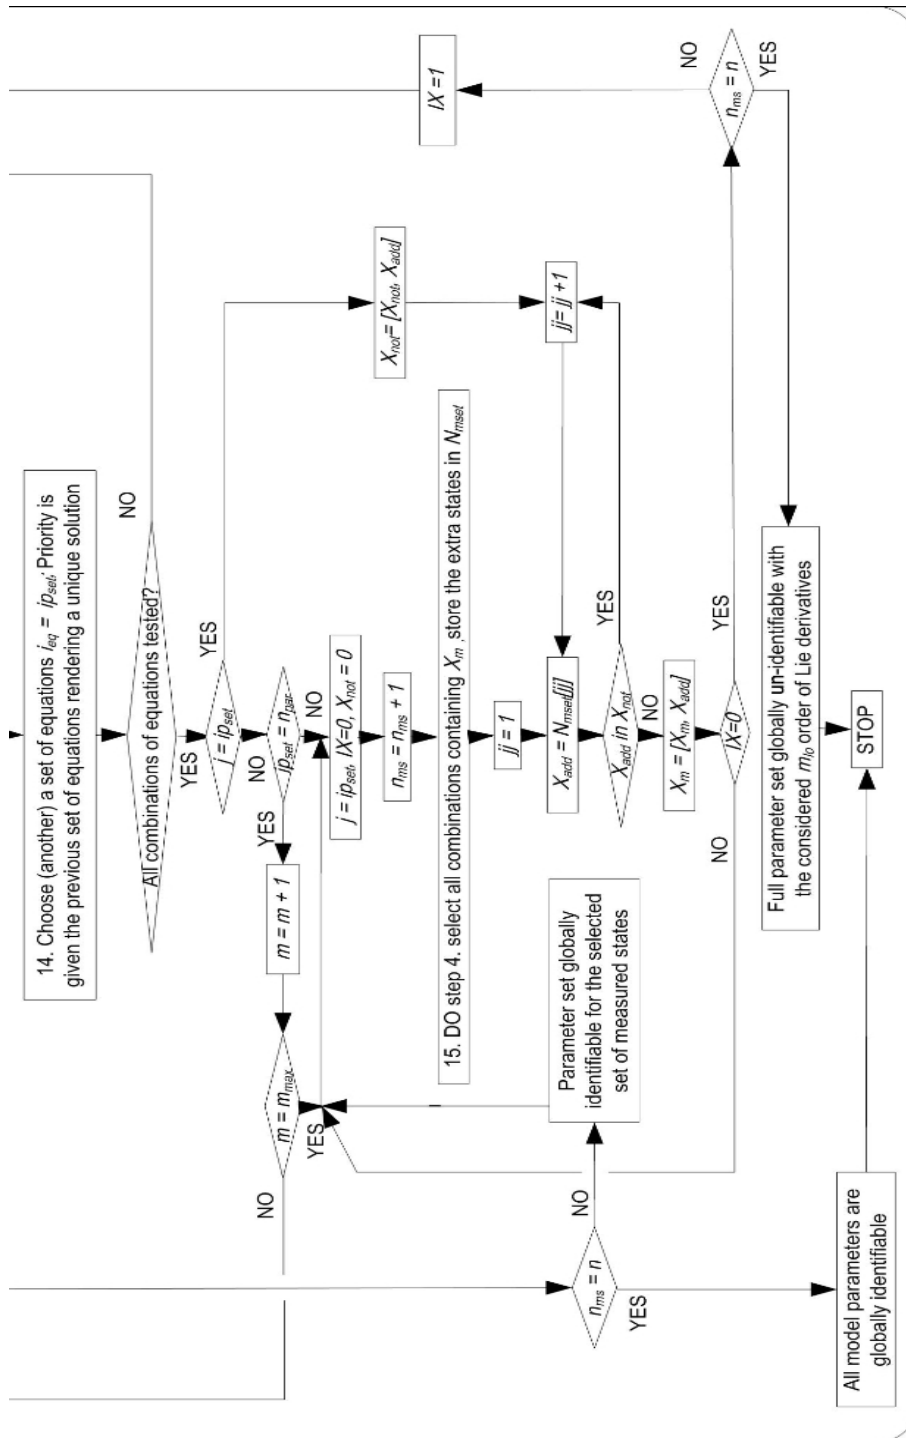 14. Choose (another) a set of equations i_eq = ip_set; Priority is
given the previous set of equations rendering a unique solution
All combinations of equations tested?
NO
YES
j = ip_set
YES
NO
ip_set = n_par
YES
NO
m = m + 1
m = m_max
NO
YES
j = ip_set, IX=0, X_not = 0
n_ms = n_ms + 1
X_not= [X_not, X_add]
15. DO step 4. select all combinations containing X_m ,store the extra states in N_mset
IX =1
jj = 1
jj= jj +1
X_add = N_mset[jj]
X_add in X_not
YES
NO
X_m = [X_m, X_add]
IX=0
YES
NO
n_ms = n
NO
YES
Parameter set globally
identifiable for the selected
set of measured states
n_ms = n
NO
YES
Full parameter set globally un-identifiable with
the considered m_lo order of Lie derivatives
All model parameters are
globally identifiable
STOP